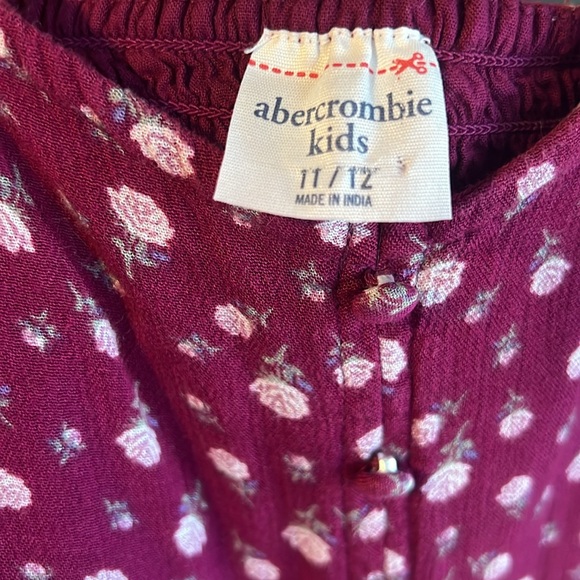 abercrombie
kids
11 / 12
MADE IN INDIA